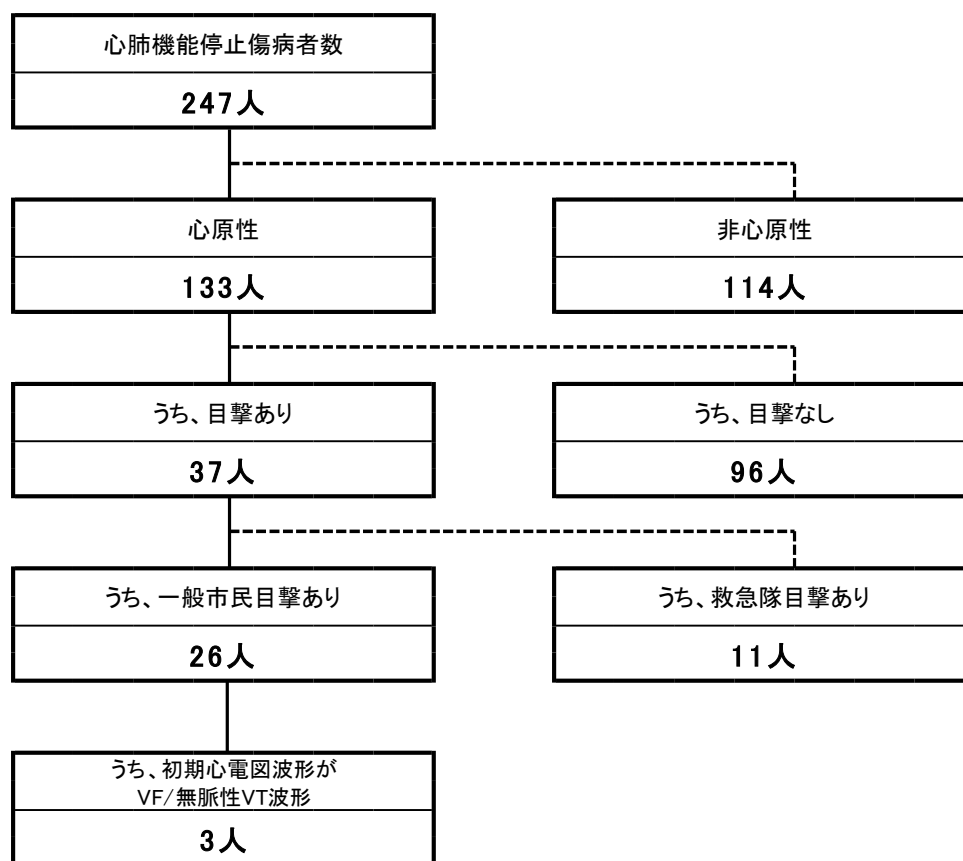 心肺機能停止傷病者数
247人
心原性
非心原性
133人
114人
うち、目撃あり
うち、目撃なし
37人
96人
うち、一般市民目撃あり
うち、救急隊目撃あり
26人
11人
うち、初期心電図波形が
VF/無脈性VT波形
3人